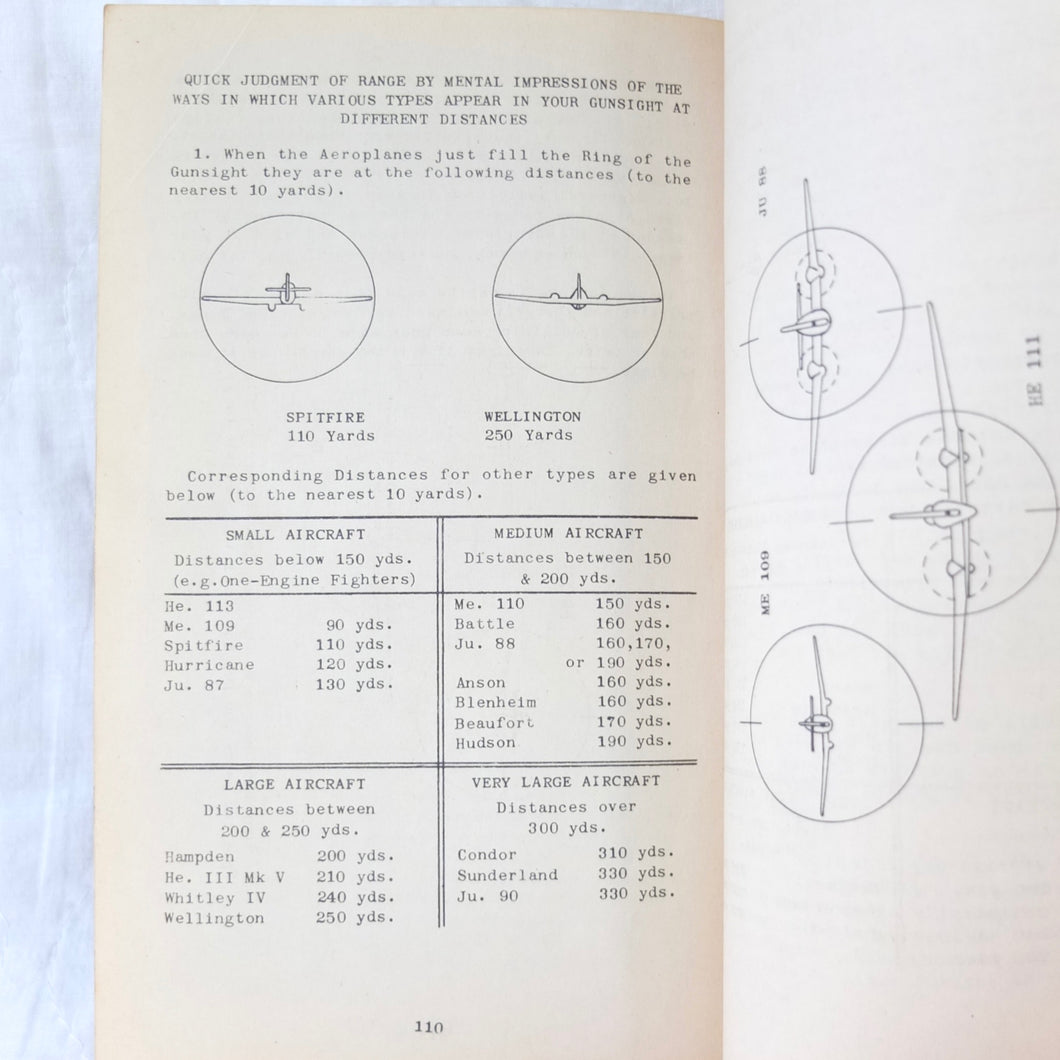 QUICK JUDGMENT OF RANGE BY MENTAL IMPRESSIONS OF THE
WAYS IN WHICH VARIOUS TYPES APPEAR IN YOUR GUNSIGHT AT
DIFFERENT DISTANCES
1. When the Aeroplanes just fill the Ring of the
Gunsight they are at the following distances (to the
nearest 10 yards).
SPITFIRE
110 Yards
WELLINGTON
250 Yards
Corresponding Distances for other types are given
below (to the nearest 10 yards).
SMALL AIRCRAFT
Distances below 150 yds.
(e.g.One-Engine Fighters)
He. 113
Me. 109 90 yds.
Spitfire 110 yds.
Hurricane 120 yds.
Ju. 87 130 yds.
MEDIUM AIRCRAFT
Distances between 150
& 200 yds.
Me. 110 150 yds.
Battle 160 yds.
Ju. 88 160,170,
or 190 yds.
Anson 160 yds.
Blenheim 160 yds.
Beaufort 170 yds.
Hudson 190 yds.
LARGE AIRCRAFT
Distances between
200 & 250 yds.
Hampden 200 yds.
He. III Mk V 210 yds.
Whitley IV 240 yds.
Wellington 250 yds.
VERY LARGE AIRCRAFT
Distances over
300 yds.
Condor 310 yds.
Sunderland 330 yds.
Ju. 90 330 yds.
110
JU 88
HE 111
ME 109